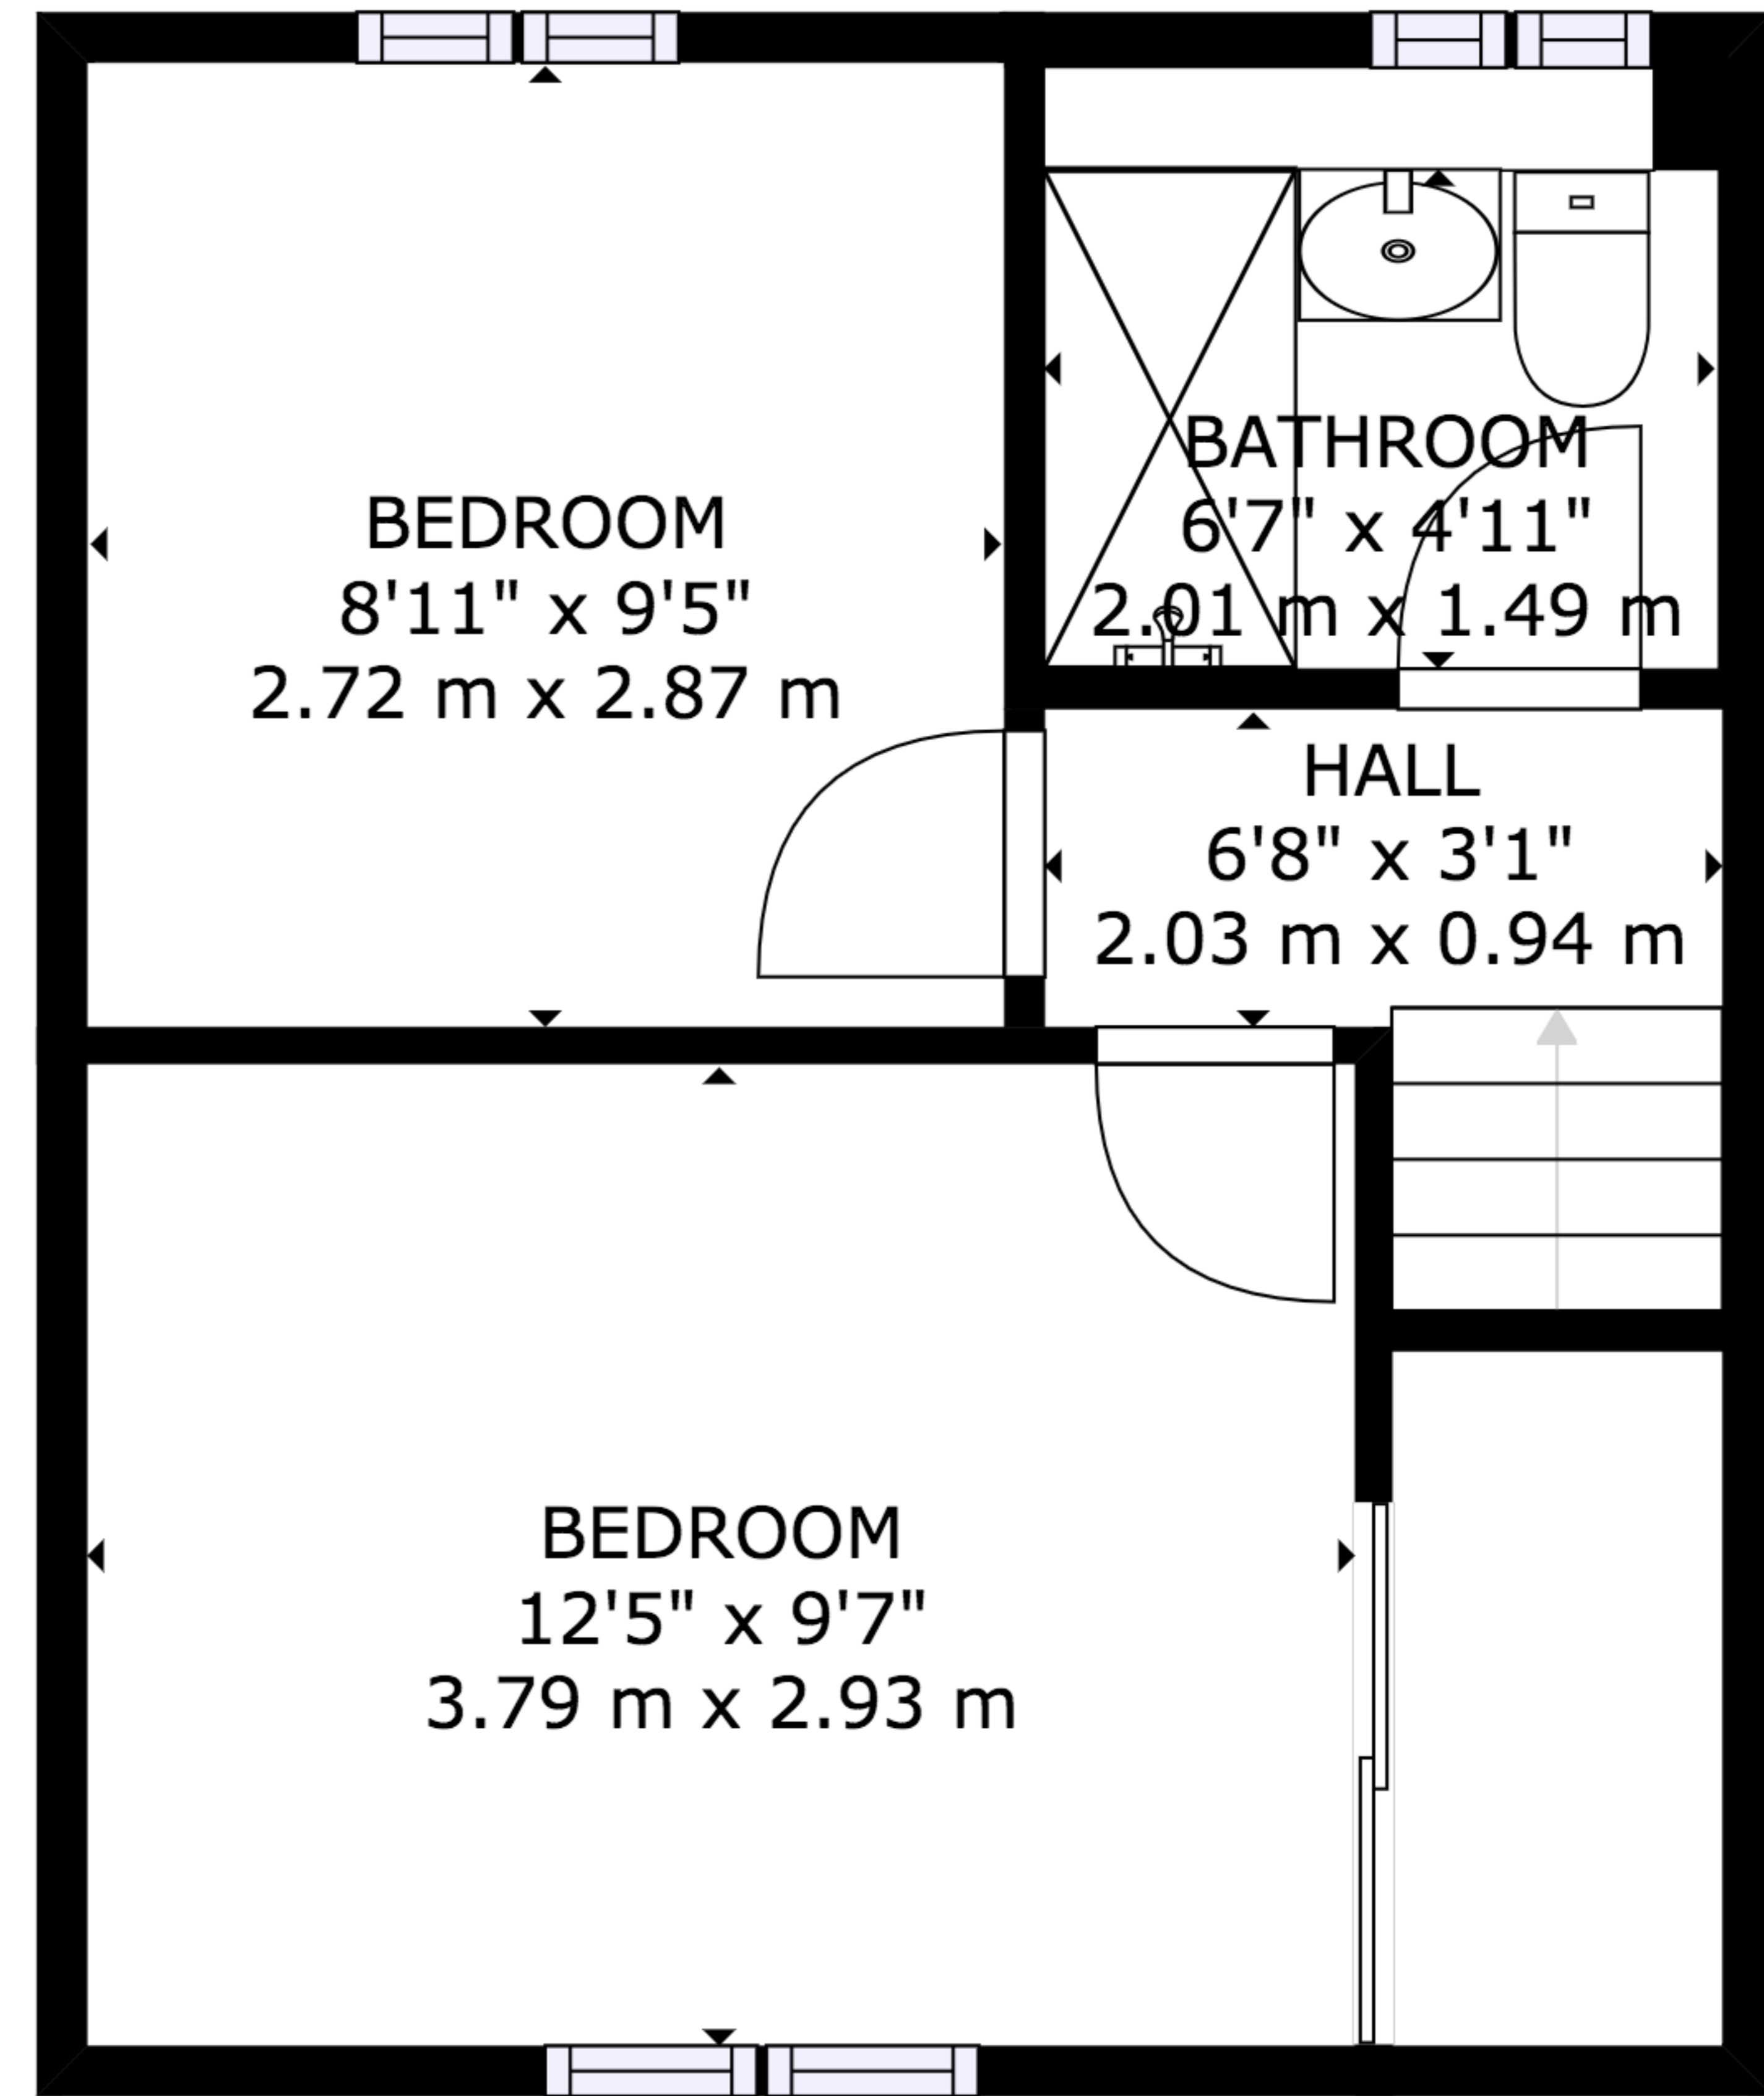 BEDROOM
8'11" x 9'5"
2.72 m x 2.87 m
BATHROOM
6'7" x 4'11"
2.01 m x 1.49 m
HALL
6'8" x 3'1"
2.03 m x 0.94 m
BEDROOM
12'5" x 9'7"
3.79 m x 2.93 m